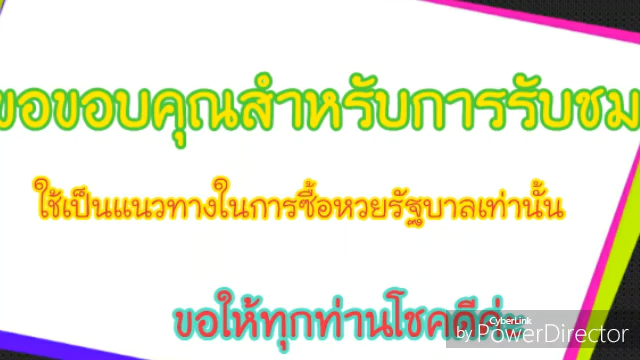 ขอขอบคุณสำหรับการรับชม
ใช้เป็นแนวทางในการซื้อหวยรัฐบาลเท่านั้น
ขอให้ทุกท่านโชคดีค่ะ
CyberLink
by PowerDirector